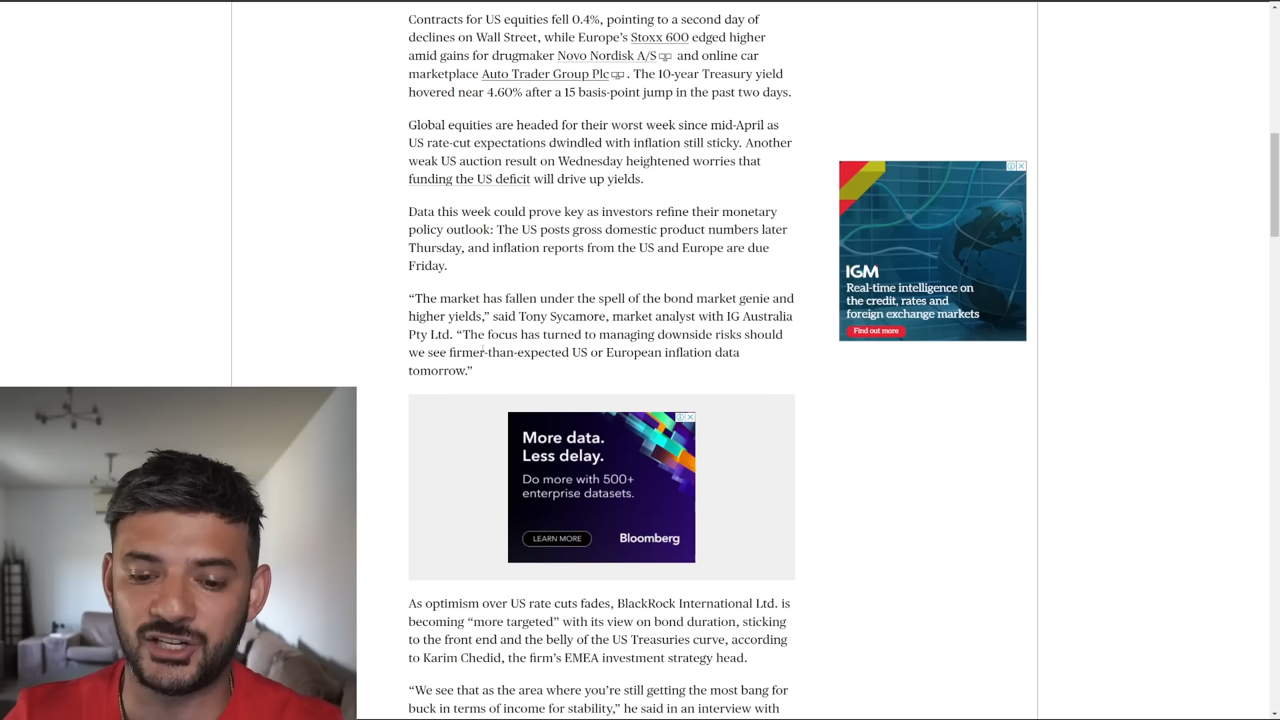 Contracts for US equities fell 0.4%, pointing to a second day of
declines on Wall Street, while Europe’s Stoxx 600 edged higher
amid gains for drugmaker Novo Nordisk A/S and online car
marketplace Auto Trader Group Plc . The 10-year Treasury yield
hovered near 4.60% after a 15 basis-point jump in the past two days.
Global equities are headed for their worst week since mid-April as
US rate-cut expectations dwindled with inflation still sticky. Another
weak US auction result on Wednesday heightened worries that
funding the US deficit will drive up yields.
Data this week could prove key as investors refine their monetary
policy outlook: The US posts gross domestic product numbers later
Thursday, and inflation reports from the US and Europe are due
Friday.
“The market has fallen under the spell of the bond market genie and
higher yields,” said Tony Sycamore, market analyst with IG Australia
Pty Ltd. “The focus has turned to managing downside risks should
we see firmer-than-expected US or European inflation data
tomorrow.”
IGM
Real-time intelligence on
the credit, rates and
foreign exchange markets
Find out more
More data.
Less delay.
Do more with 500+
enterprise datasets.
LEARN MORE
Bloomberg
As optimism over US rate cuts fades, BlackRock International Ltd. is
becoming “more targeted” with its view on bond duration, sticking
to the front end and the belly of the US Treasuries curve, according
to Karim Chedid, the firm’s EMEA investment strategy head.
“We see that as the area where you’re still getting the most bang for
buck in terms of income for stability,” he said in an interview with